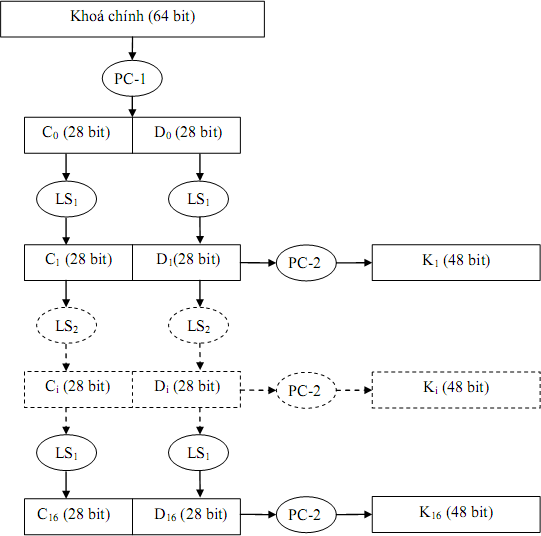 Khoá chính (64 bit)
PC-1
C₀ (28 bit) D₀ (28 bit)
LS₁ LS₁
C₁ (28 bit) D₁(28 bit) PC-2 K₁ (48 bit)
LS₂ LS₂
Cᵢ (28 bit) Dᵢ (28 bit) PC-2 Kᵢ (48 bit)
LS₁ LS₁
C₁₆ (28 bit) D₁₆ (28 bit) PC-2 K₁₆ (48 bit)